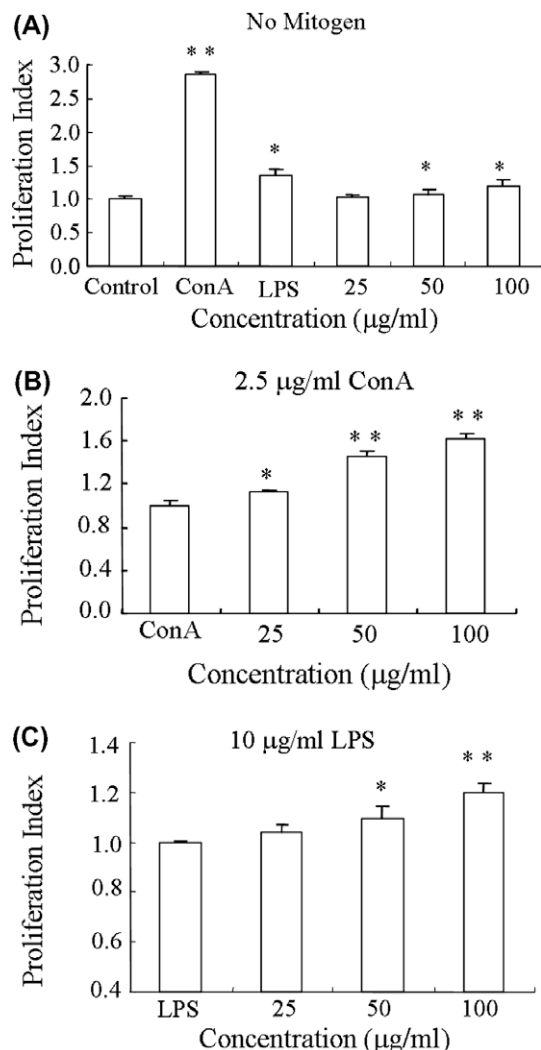 (A)
No Mitogen
Proliferation Index
3.0
2.5
2.0
1.5
1.0
0.5
0.0
**
*
*
*
Control ConA LPS 25 50 100
Concentration (μg/ml)
(B)
2.5 μg/ml ConA
Proliferation Index
2.0
1.6
1.2
0.8
0.4
0.0
*
**
**
ConA 25 50 100
Concentration (μg/ml)
(C)
10 μg/ml LPS
Proliferation Index
1.4
1.2
1.0
0.8
0.6
0.4
*
**
LPS 25 50 100
Concentration (μg/ml)